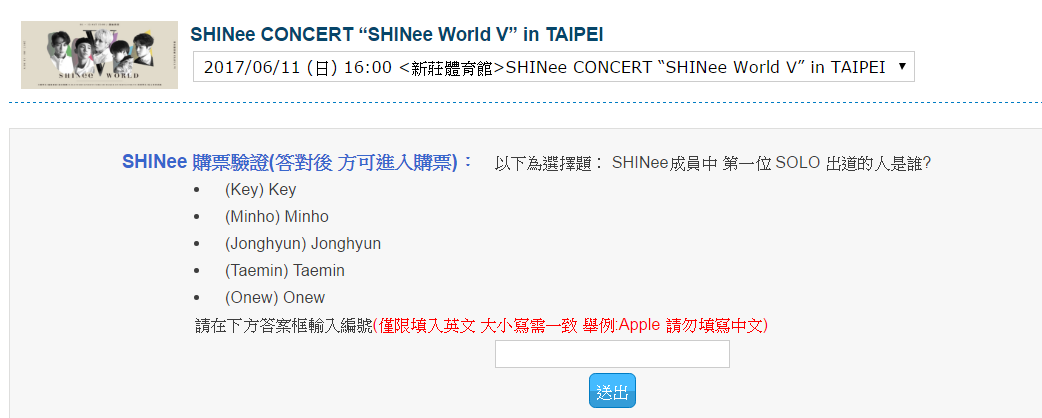 SHINee CONCERT “SHINee World V” in TAIPEI
2017/06/11 (日) 16:00 <新莊體育館>SHINee CONCERT “SHINee World V” in TAIPEI
SHINee WORLD
SHINee 購票驗證(答對後 方可進入購票)： 以下為選擇題： SHINee成員中 第一位 SOLO 出道的人是誰?
• (Key) Key
• (Minho) Minho
• (Jonghyun) Jonghyun
• (Taemin) Taemin
• (Onew) Onew
請在下方答案框輸入編號(僅限填入英文 大小寫需一致 舉例:Apple 請勿填寫中文)
送出